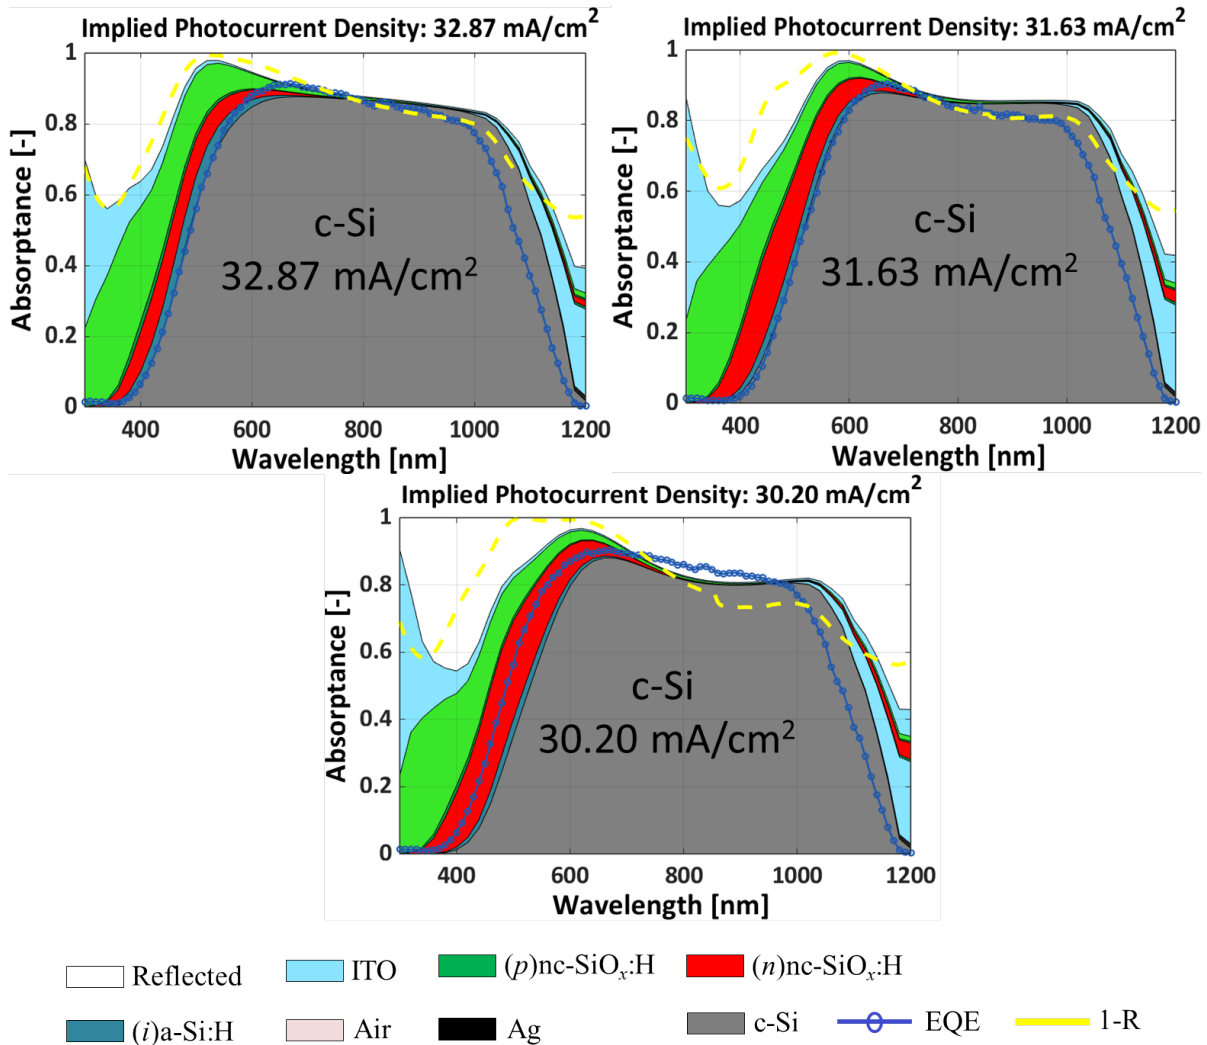 Implied Photocurrent Density: 32.87 mA/cm²
Absorptance [-]
1
0.8
0.6
0.4
0.2
0
c-Si
32.87 mA/cm²
400 600 800 1000 1200
Wavelength [nm]
Implied Photocurrent Density: 31.63 mA/cm²
Absorptance [-]
1
0.8
0.6
0.4
0.2
0
c-Si
31.63 mA/cm²
400 600 800 1000 1200
Wavelength [nm]
Implied Photocurrent Density: 30.20 mA/cm²
Absorptance [-]
1
0.8
0.6
0.4
0.2
0
c-Si
30.20 mA/cm²
400 600 800 1000 1200
Wavelength [nm]
Reflected ITO (p)nc-SiOₓ:H (n)nc-SiOₓ:H
(i)a-Si:H Air Ag c-Si EQE 1-R